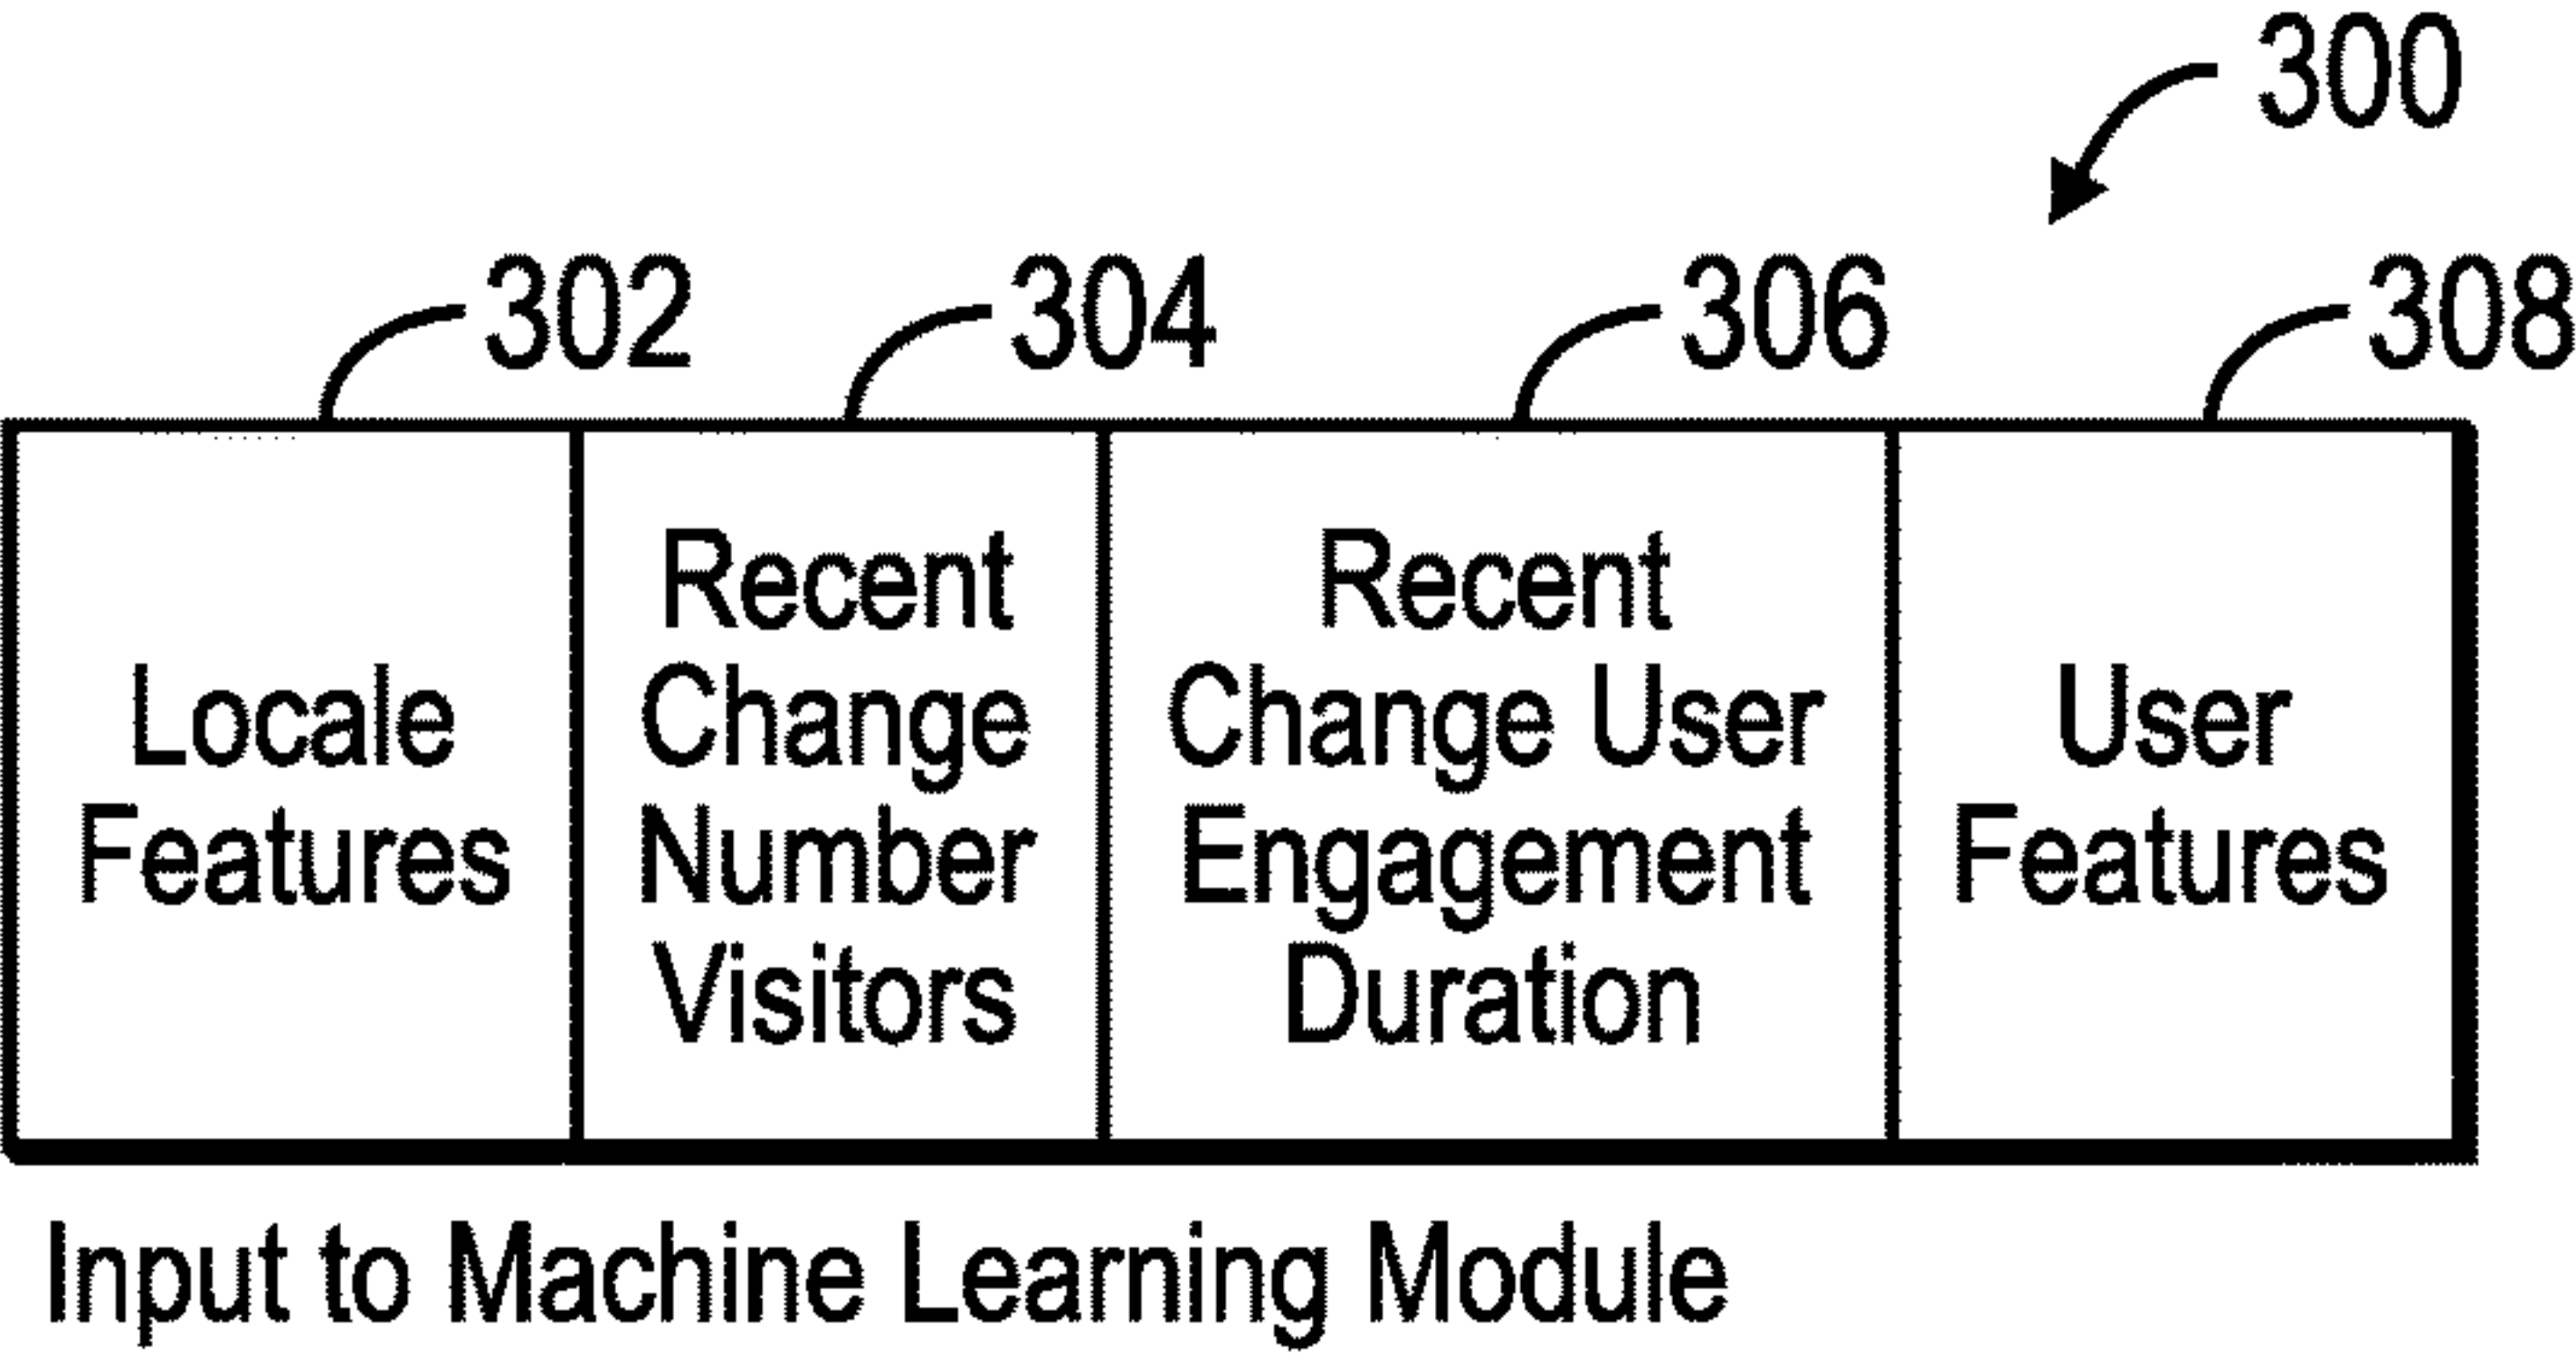 300
302
304
306
308
Locale
Features
Recent
Change
Number
Visitors
Recent
Change User
Engagement
Duration
User
Features
Input to Machine Learning Module